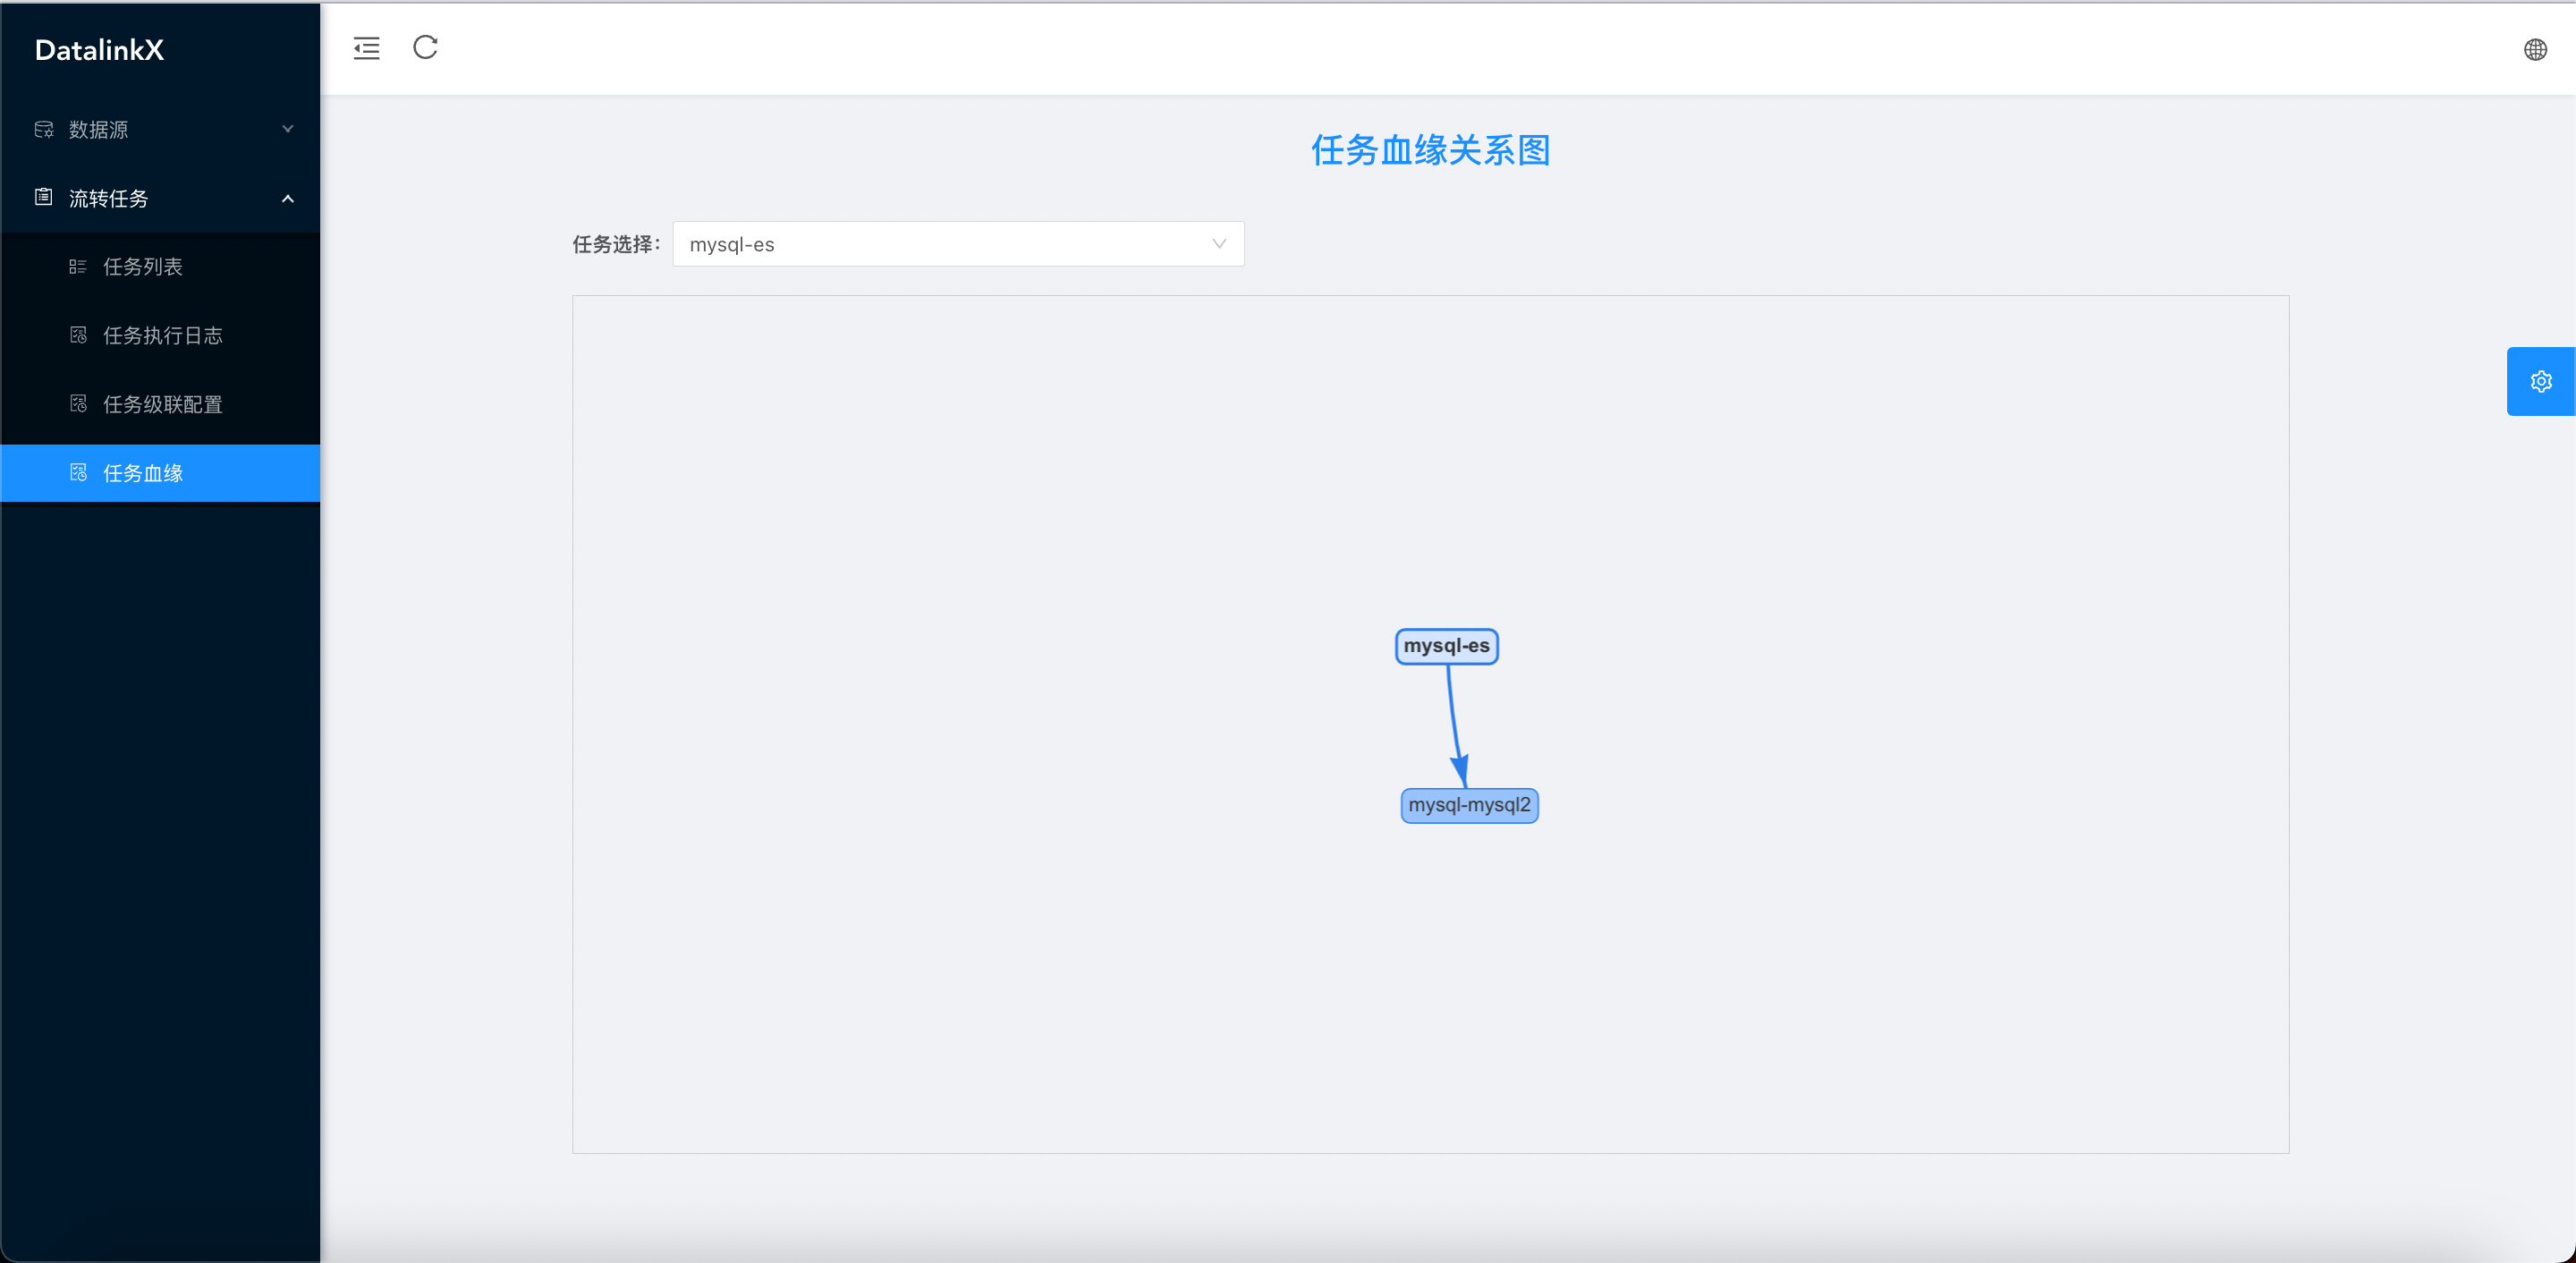 DatalinkX
数据源
流转任务
任务列表
任务执行日志
任务级联配置
任务血缘
任务血缘关系图
任务选择： mysql-es
mysql-es
mysql-mysql2